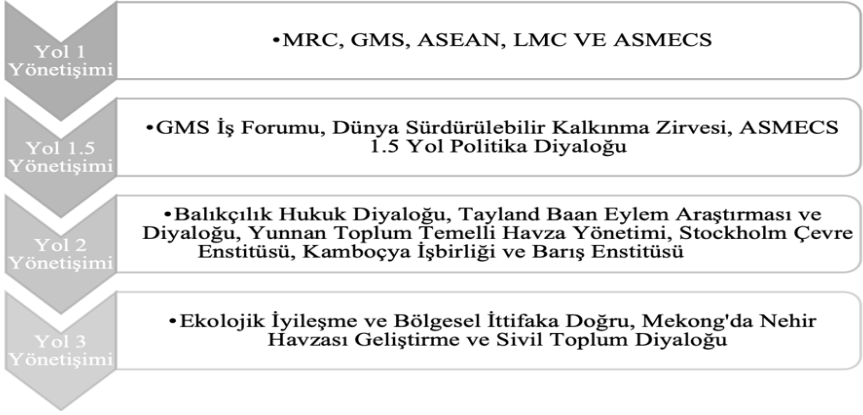 Yol 1
Yönetişimi
•MRC, GMS, ASEAN, LMC VE ASMECS
Yol 1.5
Yönetişimi
•GMS İş Forumu, Dünya Sürdürülebilir Kalkınma Zirvesi, ASMECS
1.5 Yol Politika Diyaloğu
Yol 2
Yönetişimi
•Balıkçılık Hukuk Diyaloğu, Tayland Baan Eylem Araştırması ve
Diyaloğu, Yunnan Toplum Temelli Havza Yönetimi, Stockholm Çevre
Enstitüsü, Kamboçya İşbirliği ve Barış Enstitüsü
Yol 3
Yönetişimi
•Ekolojik İyileşme ve Bölgesel İttifaka Doğru, Mekong'da Nehir
Havzası Geliştirme ve Sivil Toplum Diyaloğu